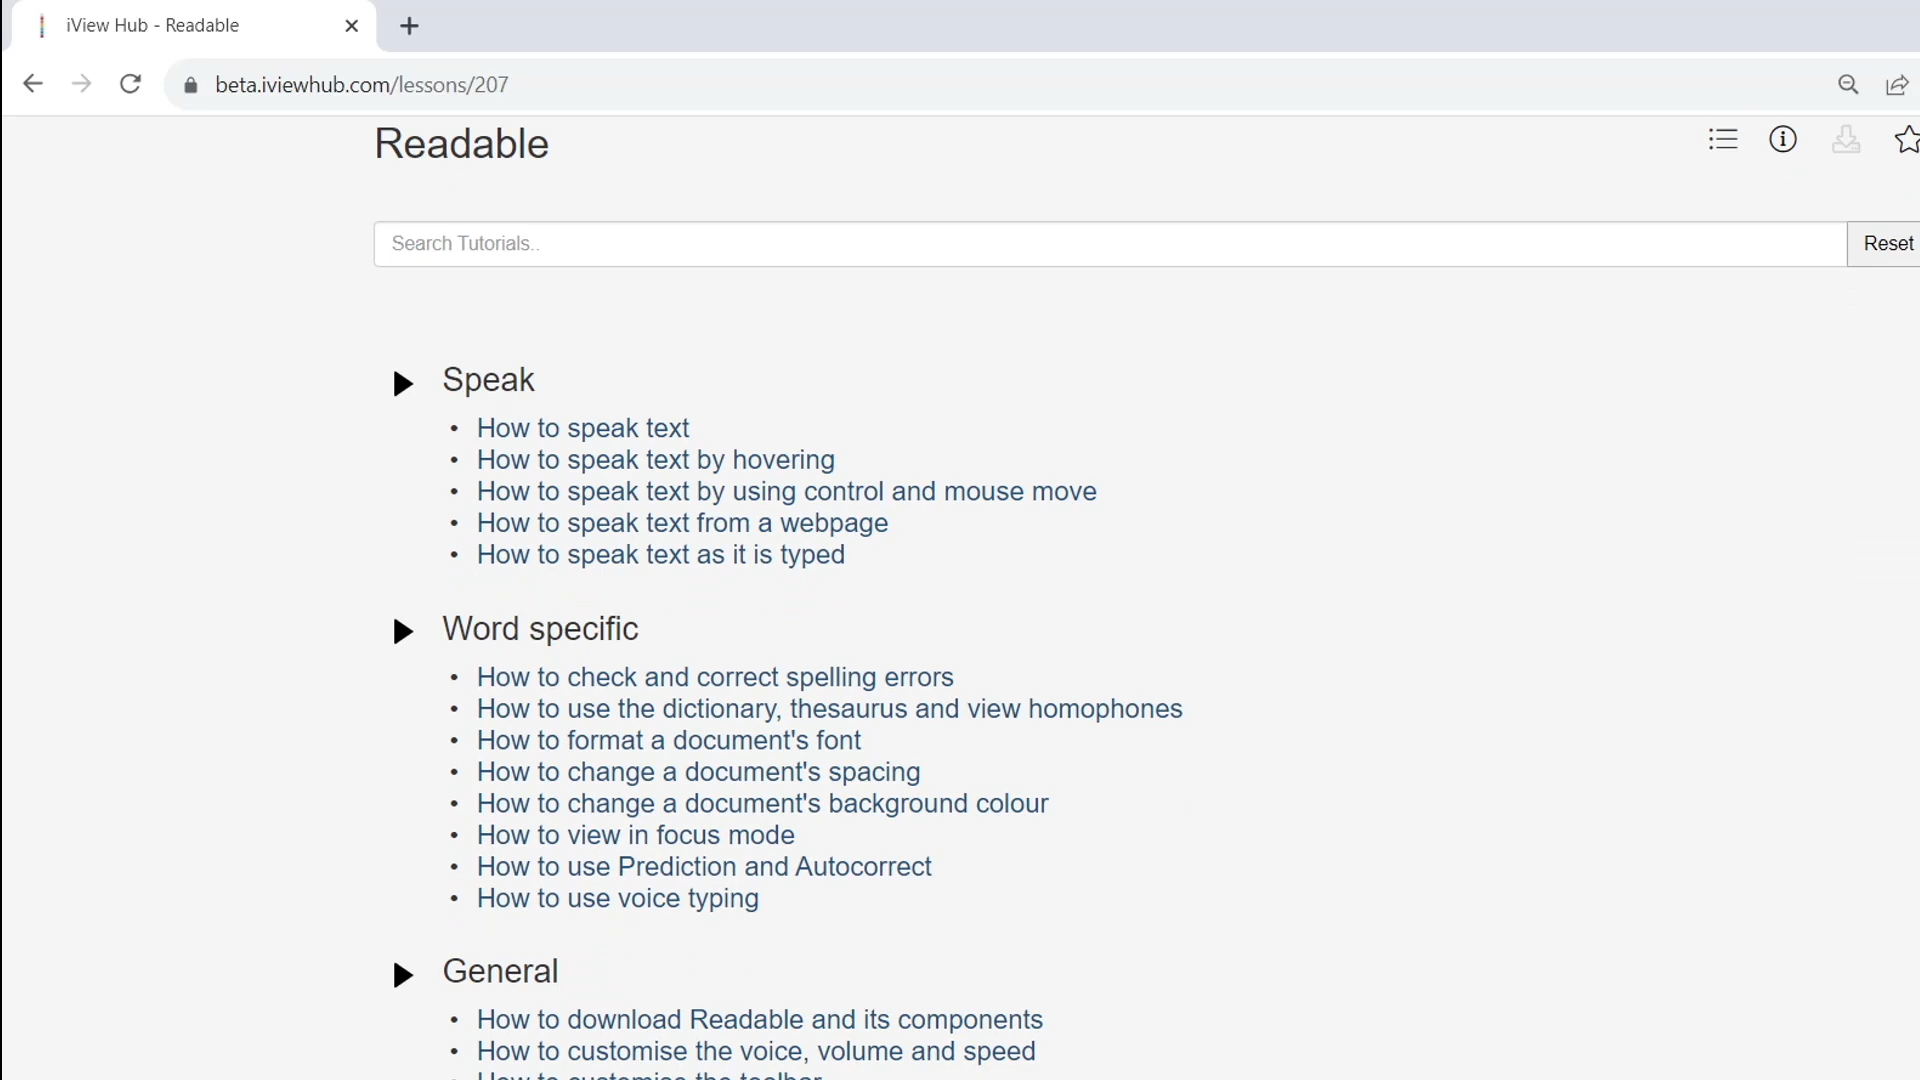 iView Hub - Readable
beta.iviewhub.com/lessons/207
Readable
Search Tutorials..
Reset
Speak
• How to speak text
• How to speak text by hovering
• How to speak text by using control and mouse move
• How to speak text from a webpage
• How to speak text as it is typed
Word specific
• How to check and correct spelling errors
• How to use the dictionary, thesaurus and view homophones
• How to format a document's font
• How to change a document's spacing
• How to change a document's background colour
• How to view in focus mode
• How to use Prediction and Autocorrect
• How to use voice typing
General
• How to download Readable and its components
• How to customise the voice, volume and speed
How to customise the toolbar